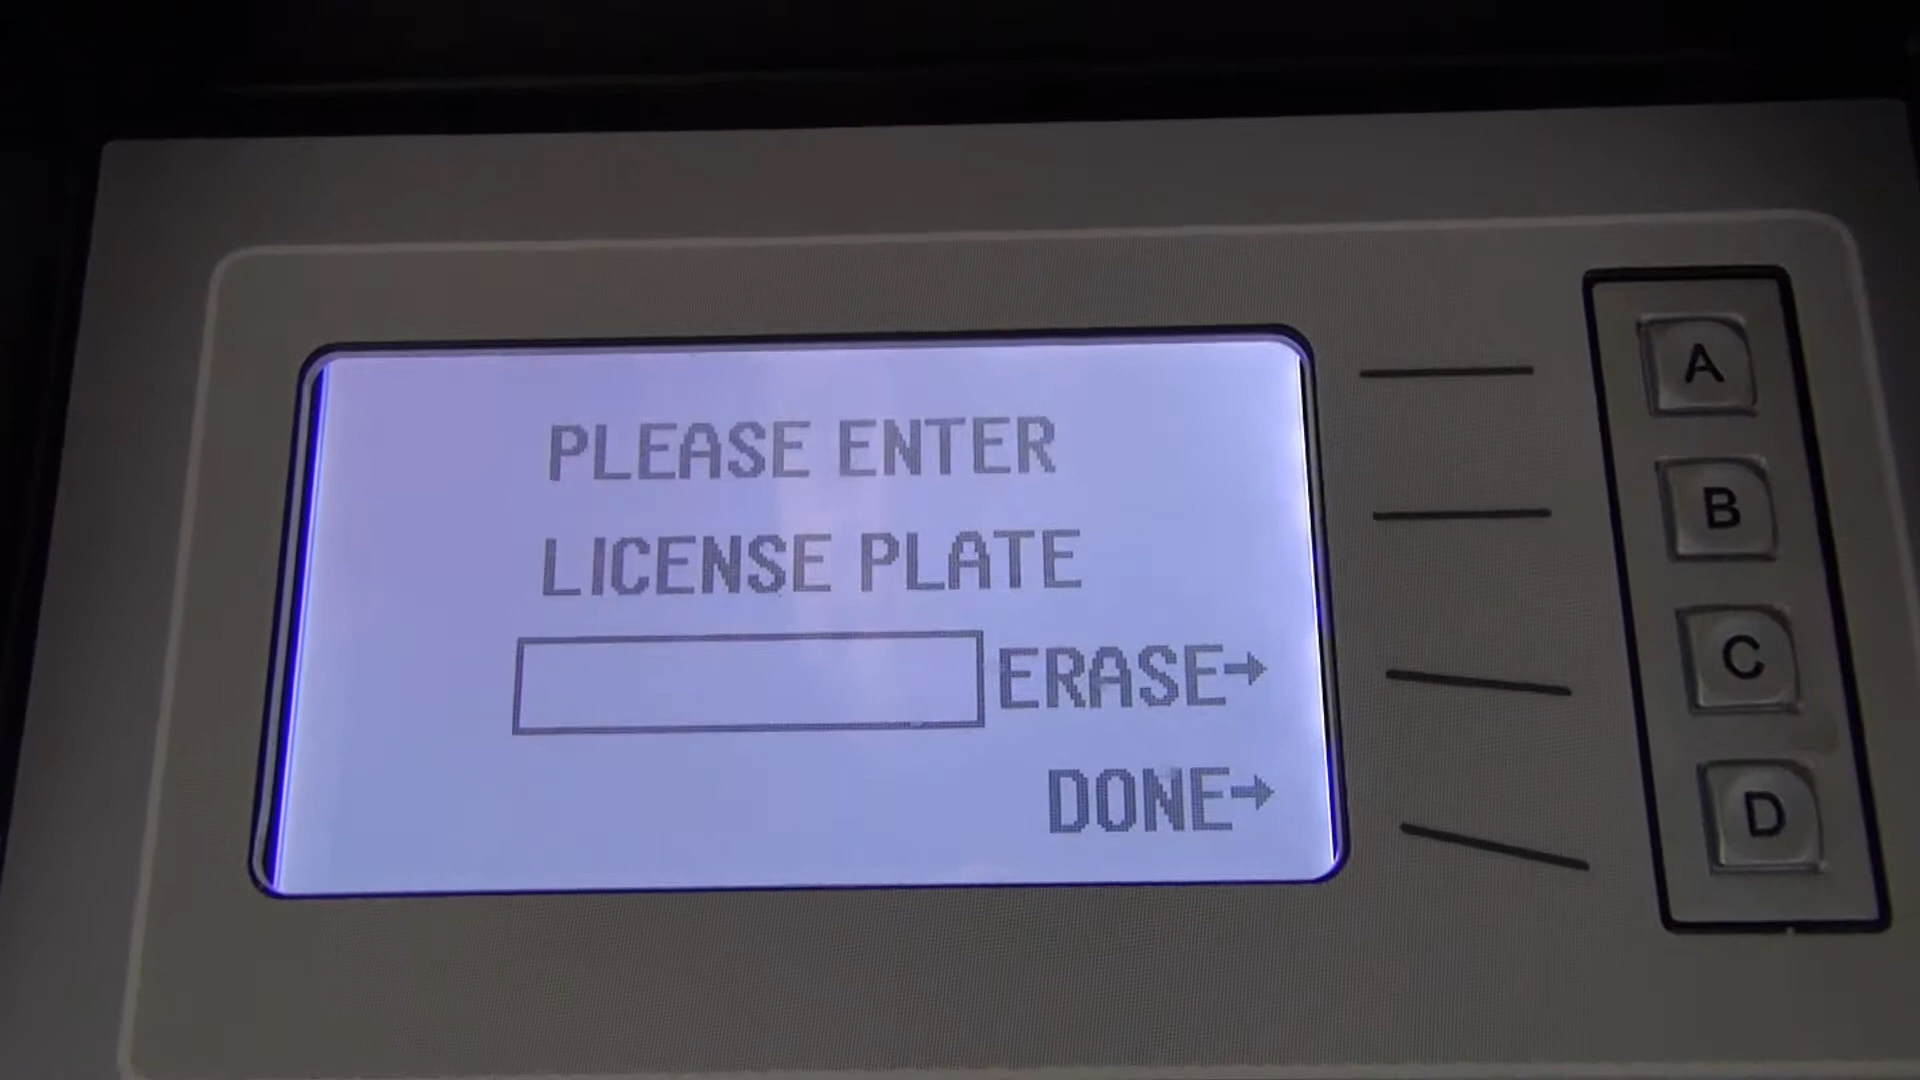 PLEASE ENTER
LICENSE PLATE
ERASE→
DONE→
A
B
C
D